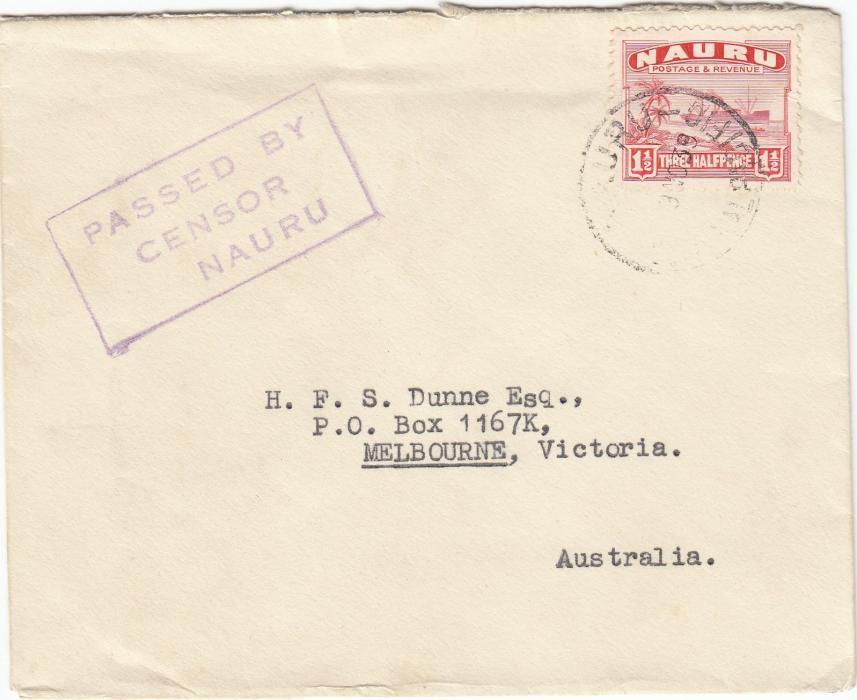 PASSED BY
CENSOR
NAURU
NAURU
POSTAGE & REVENUE
1½ THREE HALFPENCE 1½
H. F. S. Dunne Esq.,
P.O. Box 1167K,
MELBOURNE, Victoria.
Australia.